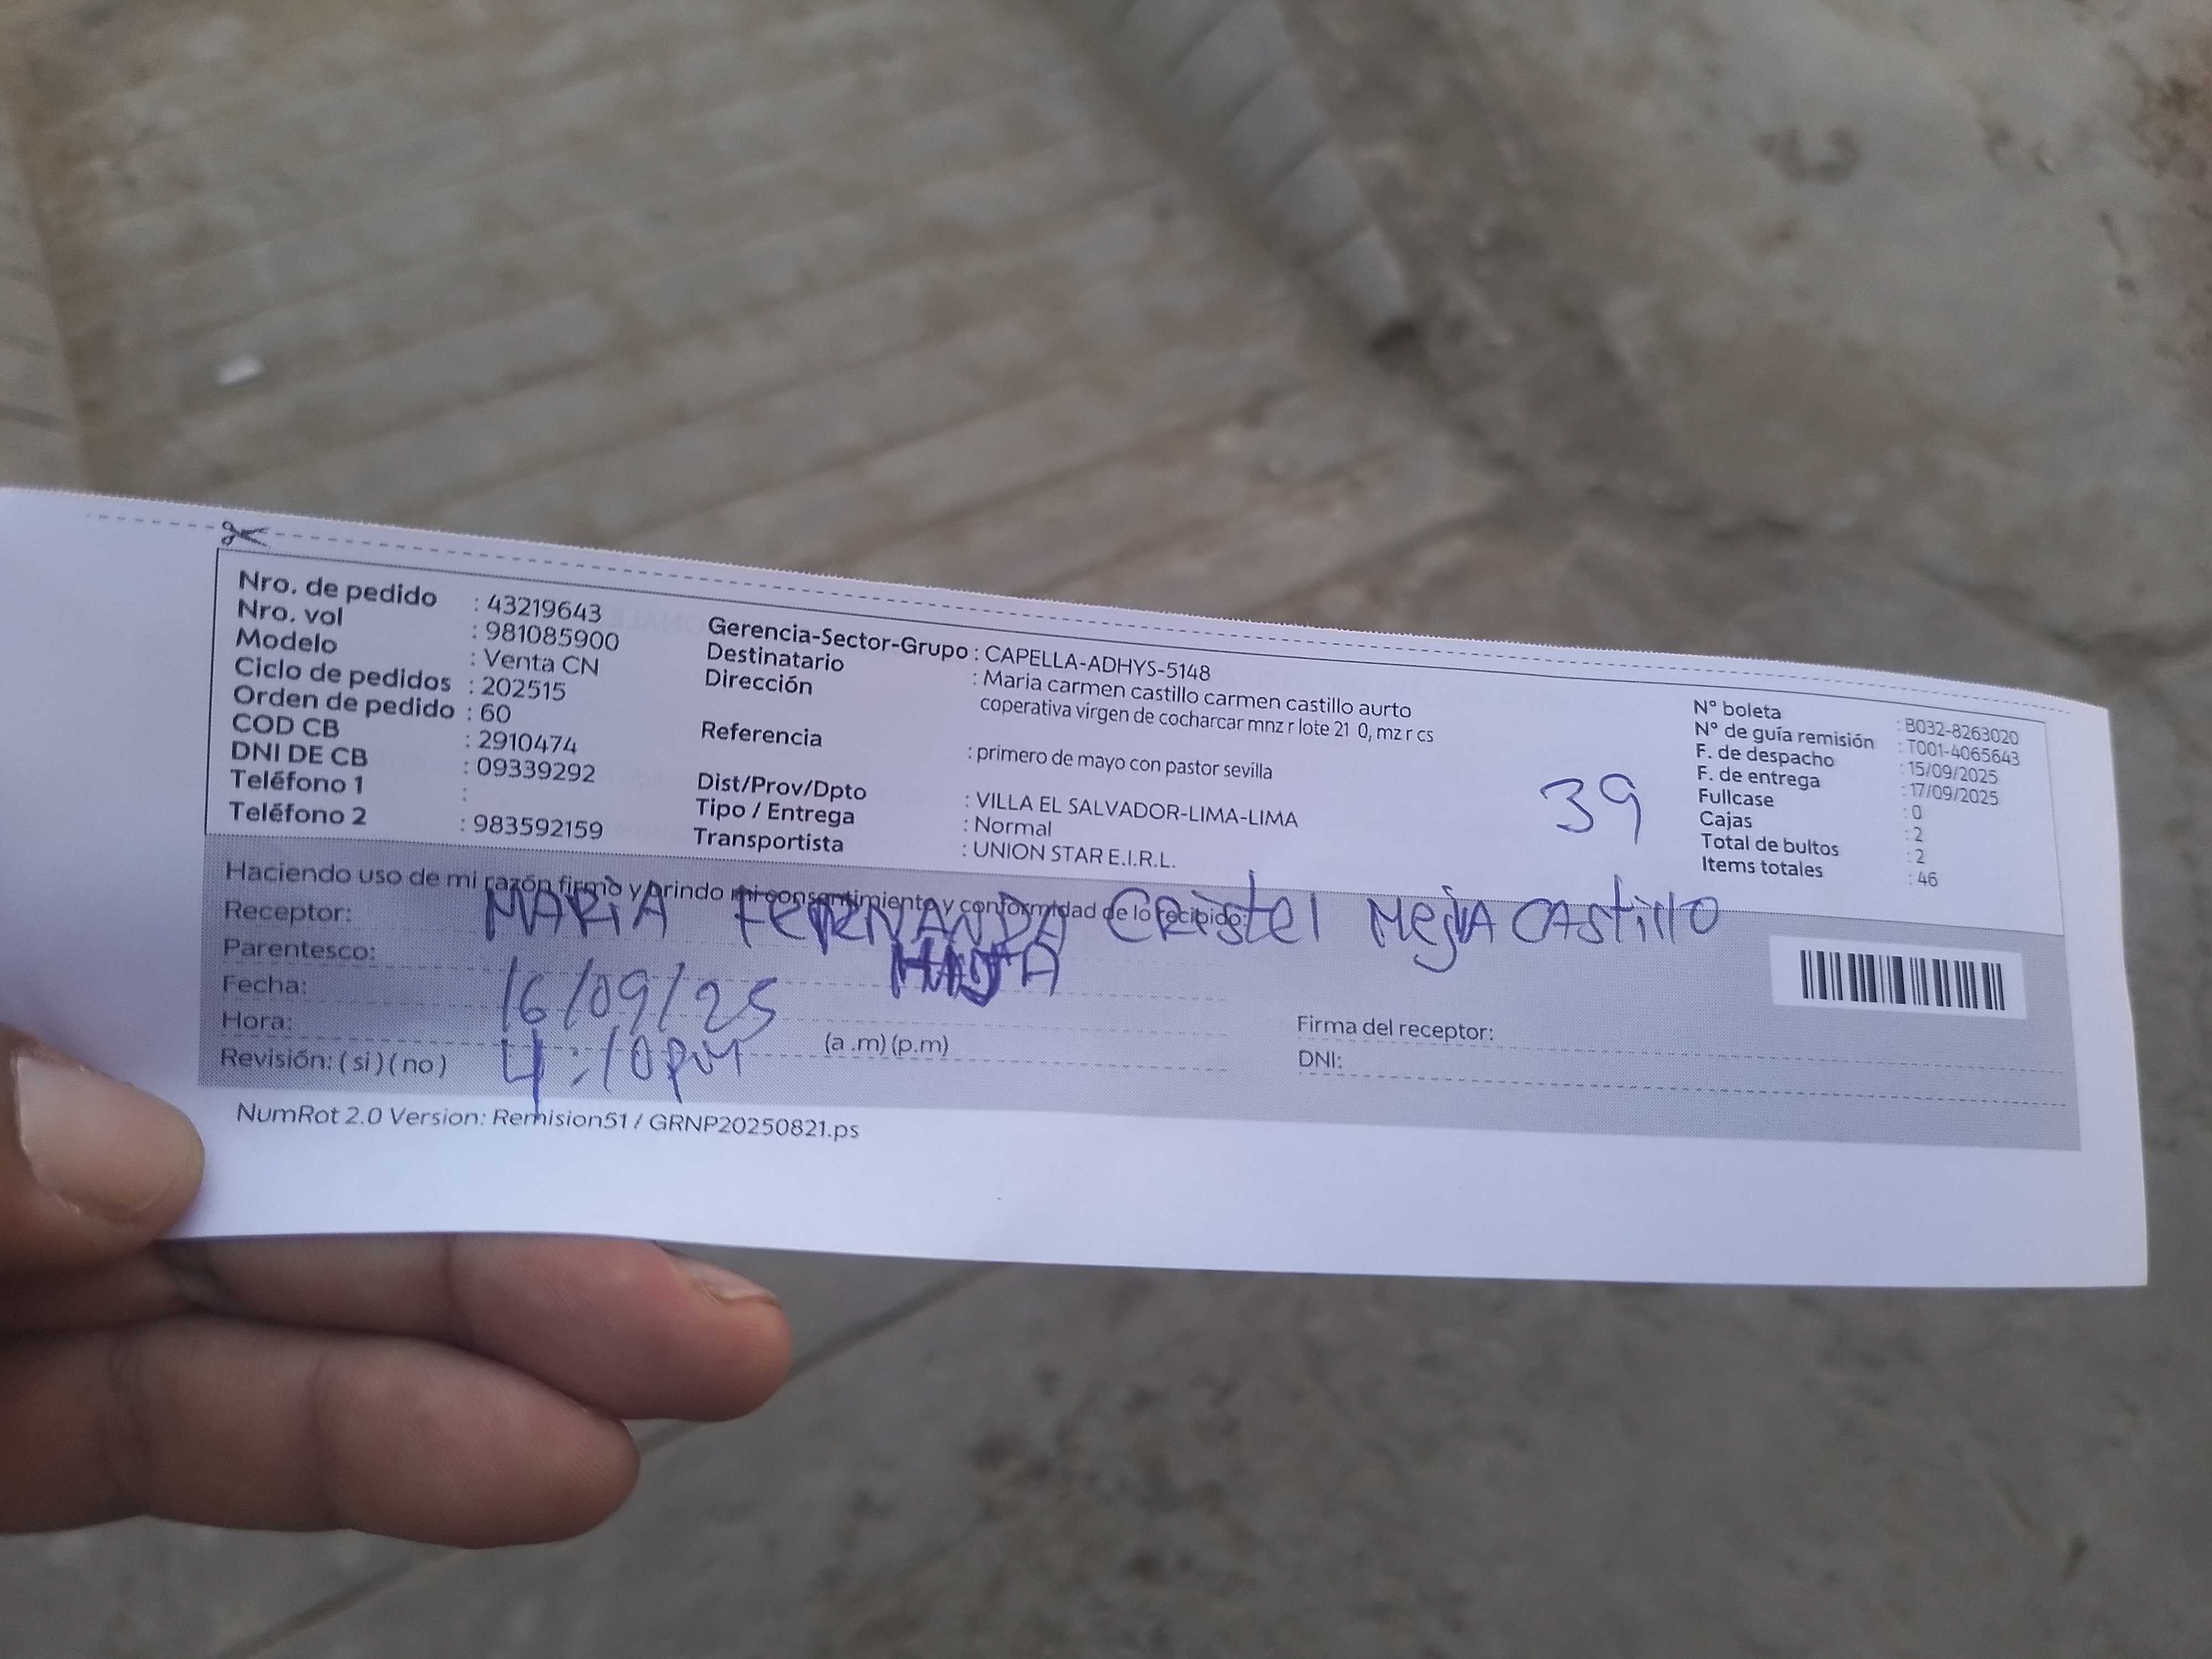 Nro. de pedido : 43219643
Nro. vol : 981085900
Modelo : Venta CN
Ciclo de pedidos : 202515
Orden de pedido : 60
COD CB : 2910474
DNI DE CB : 09339292
Teléfono 1 :
Teléfono 2 : 983592159
Gerencia-Sector-Grupo : CAPELLA-ADHYS-5148
Destinatario : Maria carmen castillo carmen castillo aurto
Dirección coperativa virgen de cocharcar mnz r lote 21 0, mz r cs
Referencia : primero de mayo con pastor sevilla
Dist/Prov/Dpto : VILLA EL SALVADOR-LIMA-LIMA
Tipo / Entrega : Normal
Transportista : UNION STAR E.I.R.L.
39
N° boleta : B032-8263020
N° de guía remisión : T001-4065643
F. de despacho : 15/09/2025
F. de entrega : 17/09/2025
Fullcase : 0
Cajas : 2
Total de bultos : 2
Items totales : 46
Haciendo uso de mi razón firmo y brindo mi consentimiento y conformidad de lo recibido:
Receptor: MARIA FERNANDA CRistel MejiA CAStillo
Parentesco: HIJA
Fecha: 16/09/25
Hora: 4:10pm (a .m) (p.m)
Revisión: ( si ) ( no )
Firma del receptor:
DNI:
NumRot 2.0 Version: Remision51 / GRNP20250821.ps